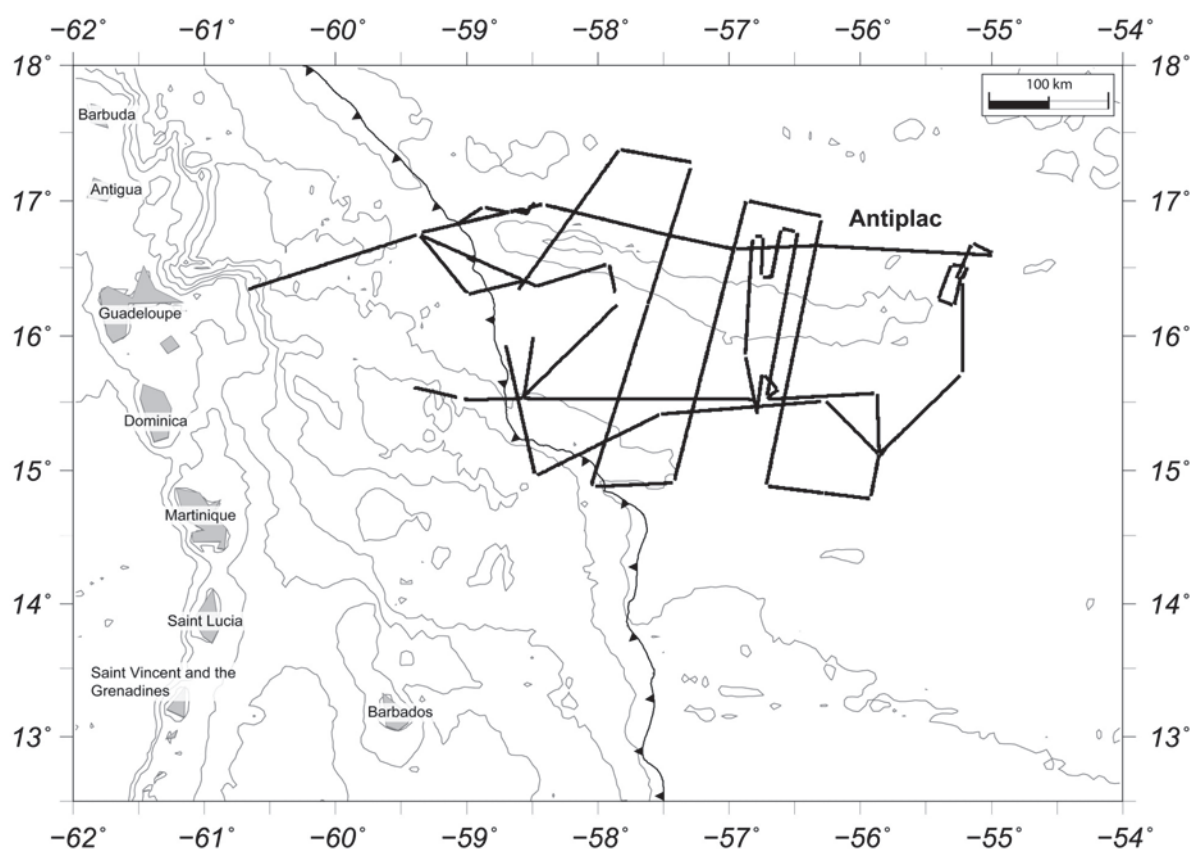 −62° −61° −60° −59° −58° −57° −56° −55° −54°
18° 18°
100 km
Barbuda
Antigua
17° 17°
Antiplac
16° 16°
Guadeloupe
Dominica
15° 15°
Martinique
14° 14°
Saint Lucia
Saint Vincent and the
Grenadines
Barbados
13° 13°
−62° −61° −60° −59° −58° −57° −56° −55° −54°